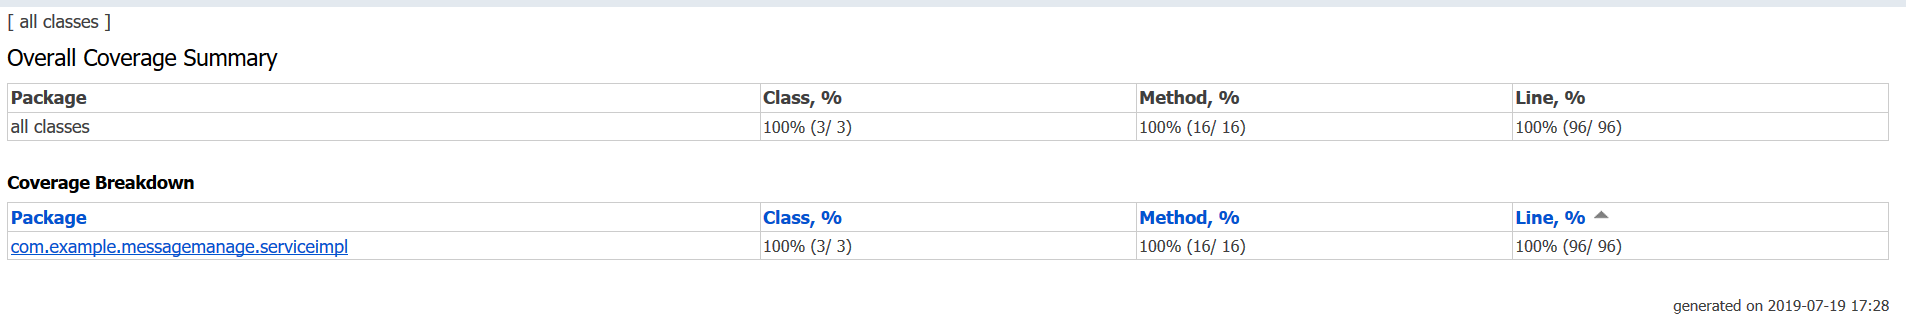 [ all classes ]
Overall Coverage Summary
Package Class, % Method, % Line, %
all classes 100% (3/ 3) 100% (16/ 16) 100% (96/ 96)
Coverage Breakdown
Package Class, % Method, % Line, %
com.example.messagemanage.serviceimpl 100% (3/ 3) 100% (16/ 16) 100% (96/ 96)
generated on 2019-07-19 17:28